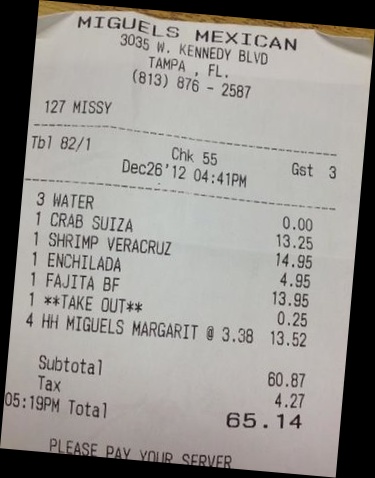 MIGUELS MEXICAN
3035 W. KENNEDY BLVD
TAMPA , FL.
(813) 876 - 2587
127 MISSY
Tbl 82/1 Chk 55 Gst 3
Dec26'12 04:41PM
3 WATER 0.00
1 CRAB SUIZA 13.25
1 SHRIMP VERACRUZ 14.95
1 ENCHILADA 4.95
1 FAJITA BF 13.95
1 **TAKE OUT** 0.25
4 HH MIGUELS MARGARIT @ 3.38 13.52
Subtotal 60.87
Tax 4.27
05:19PM Total 65.14
PLEASE PAY YOUR SERVER